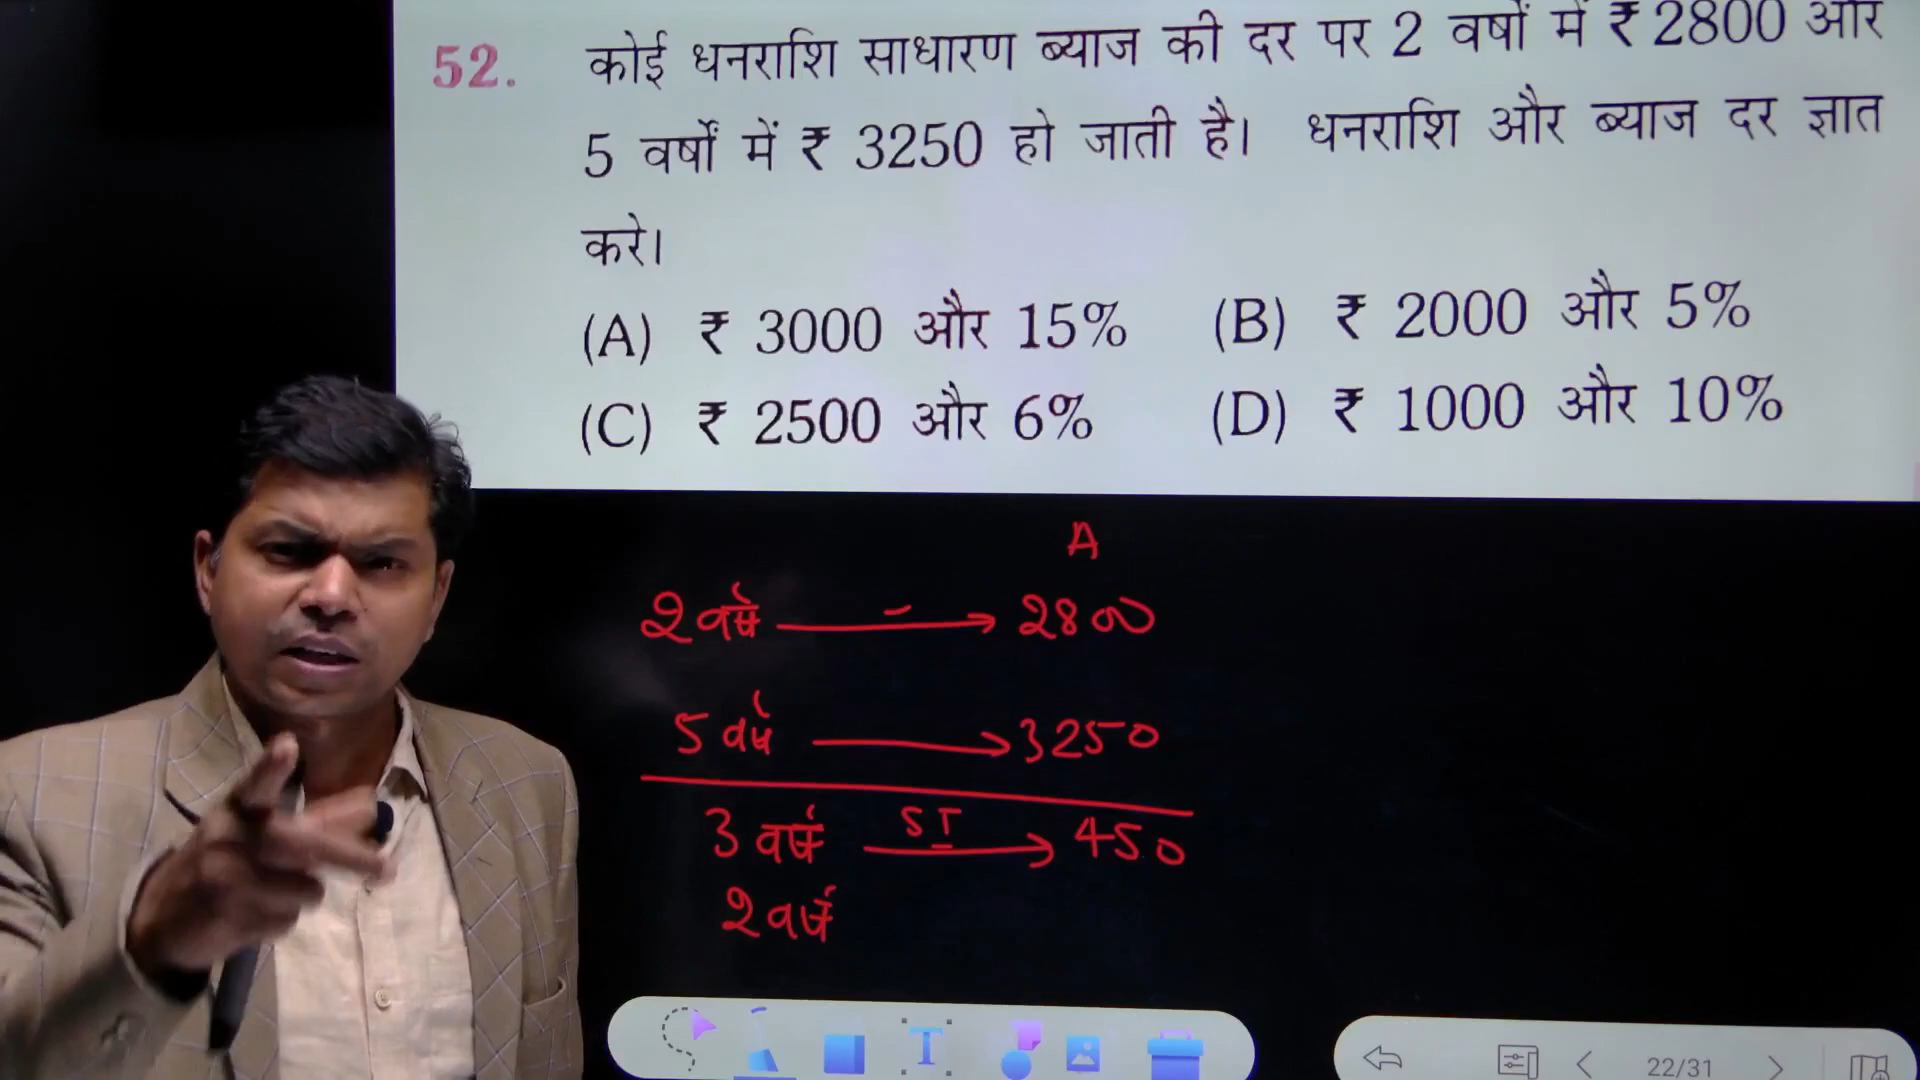 52. कोई धनराशि साधारण ब्याज की दर पर 2 वर्षों में ₹ 2800 और
5 वर्षों में ₹ 3250 हो जाती है। धनराशि और ब्याज दर ज्ञात
करे।
(A) ₹ 3000 और 15% (B) ₹ 2000 और 5%
(C) ₹ 2500 और 6% (D) ₹ 1000 और 10%
A
2 वर्ष → 2800
5 वर्ष → 3250
3 वर्ष SI → 450
2 वर्ष
T
22/31